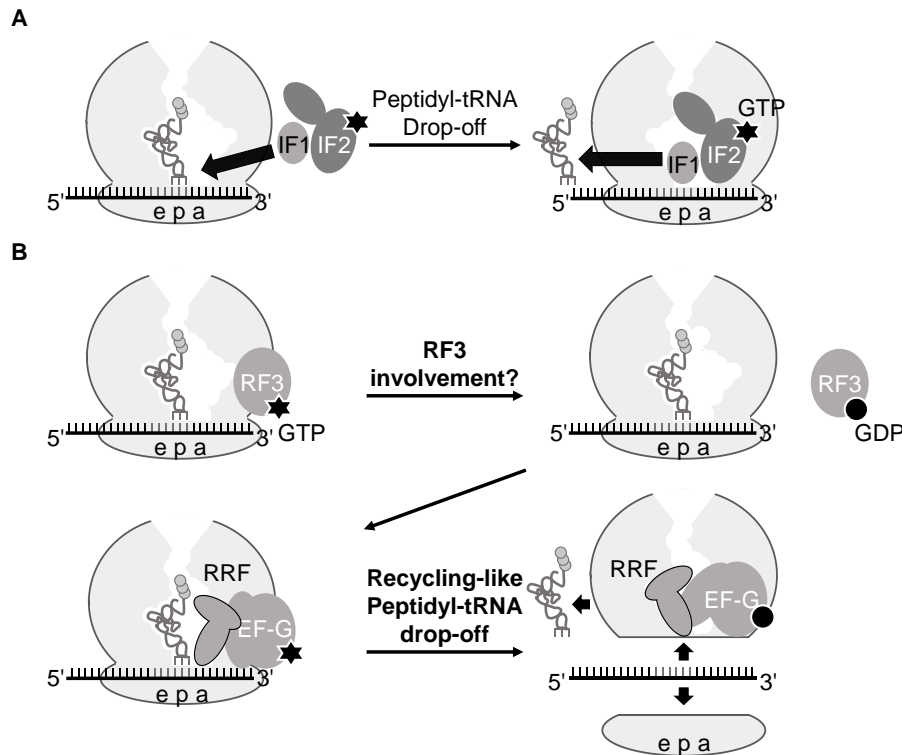 A
Peptidyl-tRNA
Drop-off
GTP
IF1 IF2
IF1 IF2
5' 3'
e p a
5' 3'
e p a
B
RF3
GTP
5' 3'
e p a
RF3
involvement?
5' 3'
e p a
RF3
GDP
RRF
EF-G
5' 3'
e p a
Recycling-like
Peptidyl-tRNA
drop-off
RRF
EF-G
5' 3'
e p a